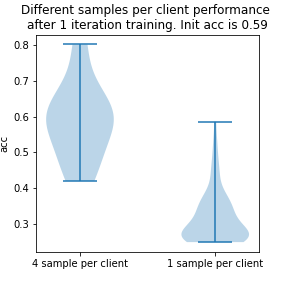 Different samples per client performance
after 1 iteration training. Init acc is 0.59
0.8
0.7
0.6
0.5
0.4
0.3
acc
4 sample per client
1 sample per client